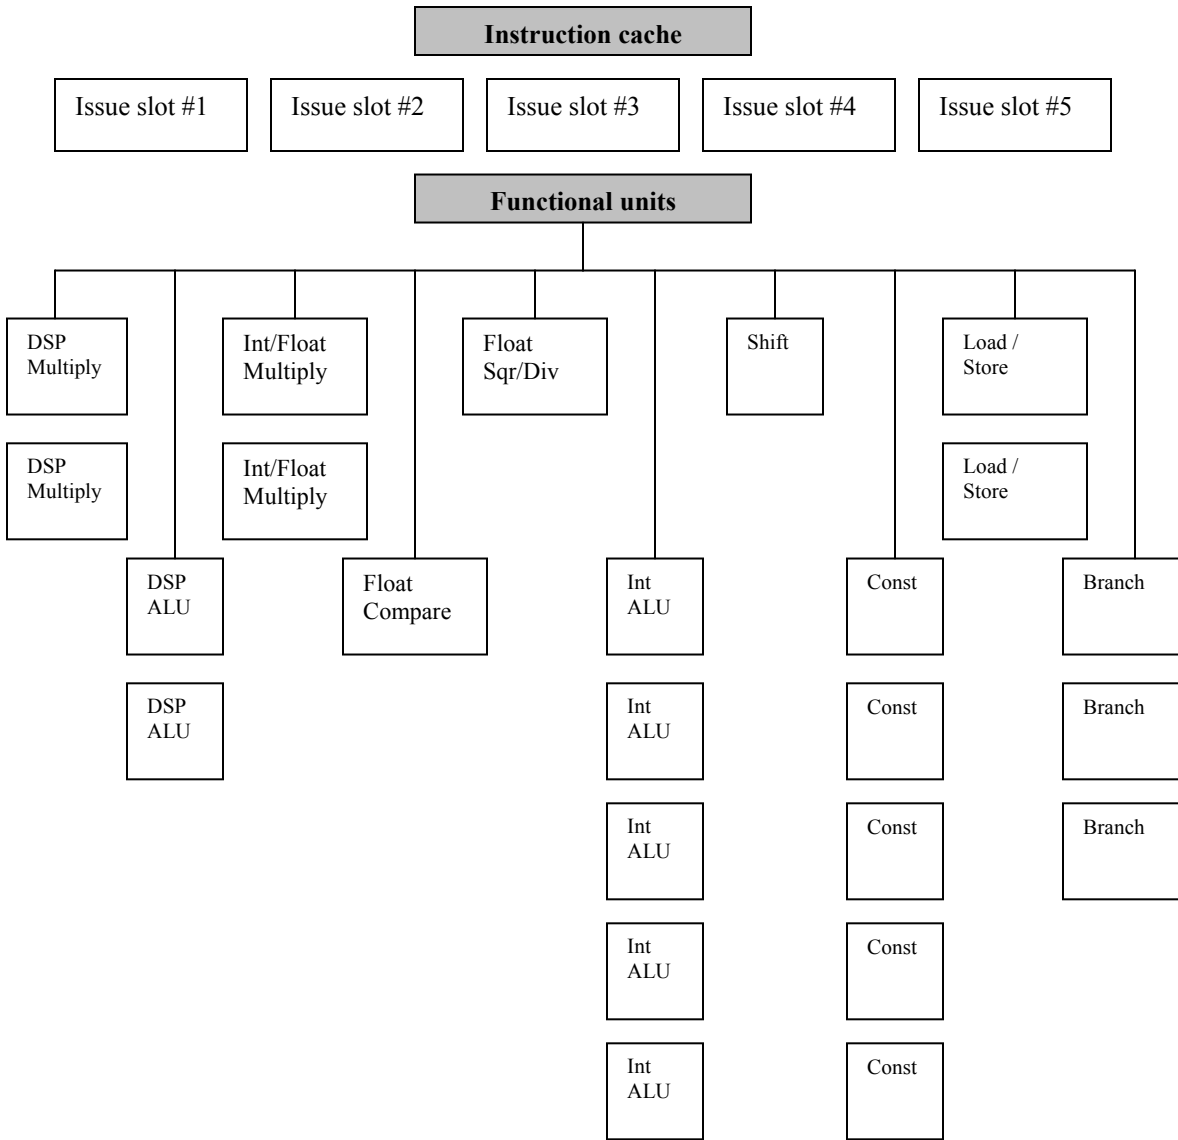 Instruction cache
Issue slot #1
Issue slot #2
Issue slot #3
Issue slot #4
Issue slot #5
Functional units
DSP
Multiply
Int/Float
Multiply
Float
Sqr/Div
Shift
Load /
Store
DSP
Multiply
Int/Float
Multiply
Load /
Store
DSP
ALU
Float
Compare
Int
ALU
Const
Branch
DSP
ALU
Int
ALU
Const
Branch
Int
ALU
Const
Branch
Int
ALU
Const
Int
ALU
Const